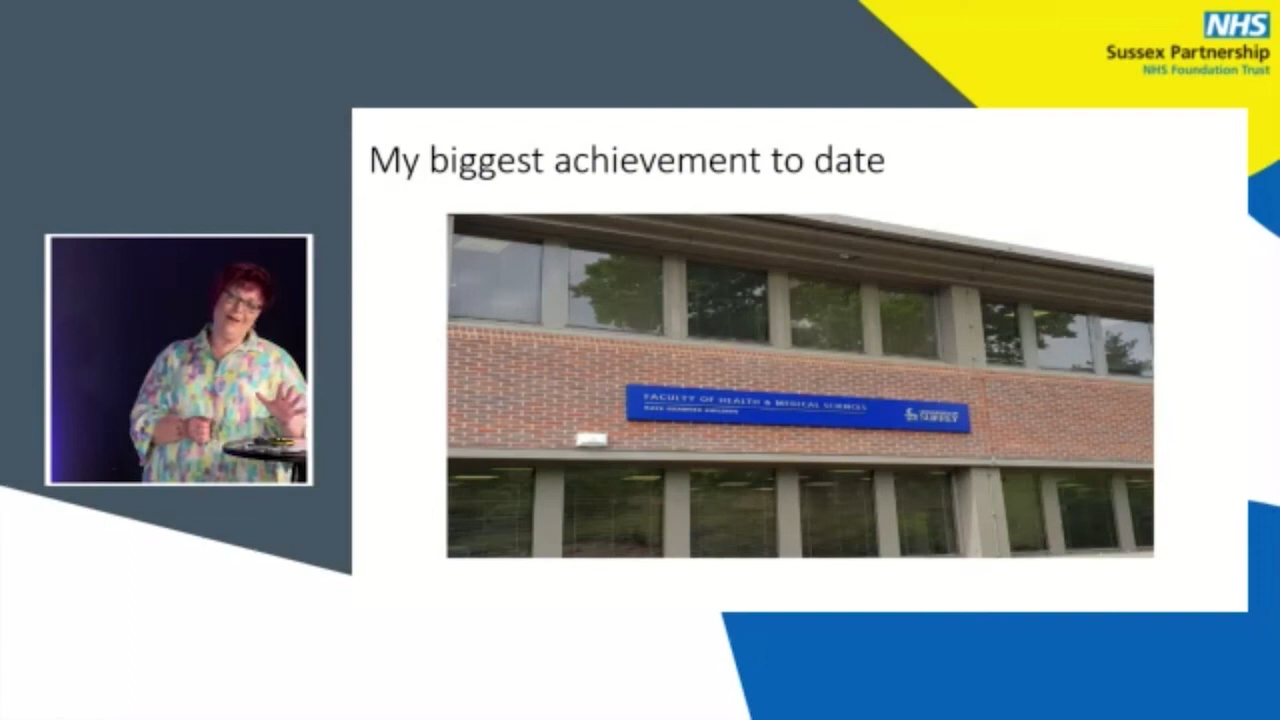 NHS
Sussex Partnership
NHS Foundation Trust
My biggest achievement to date
FACULTY OF HEALTH & MEDICAL SCIENCES
SURREY